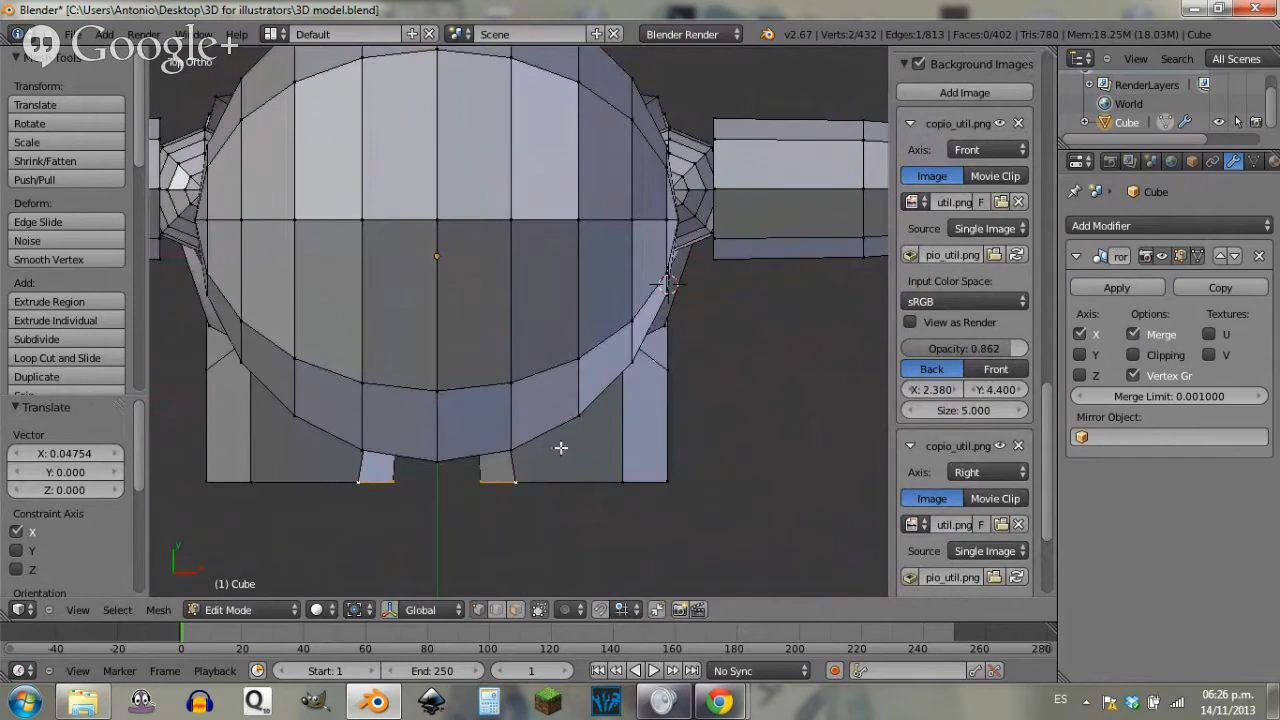 Blender* [C:\Users\Antonio\Desktop\3D for illustrators\3D model.blend]
File Add Render Window Help
Default
Scene
Blender Render
v2.67 | Verts:2/432 | Edges:1/813 | Faces:0/402 | Tris:780 | Mem:18.25M (18.03M) | Cube
Google+
Top Ortho
Mesh Tools
Transform:
Translate
Rotate
Scale
Shrink/Fatten
Push/Pull
Deform:
Edge Slide
Noise
Smooth Vertex
Add:
Extrude Region
Extrude Individual
Subdivide
Loop Cut and Slide
Duplicate
Translate
Vector
X: 0.04754
Y: 0.000
Z: 0.000
Constraint Axis
X
Y
Z
Orientation
y
x
(1) Cube
View Select Mesh
Edit Mode
Global
Background Images
Add Image
copio_util.png
Axis: Front
Image Movie Clip
util.png F
Source Single Image
pio_util.png
Input Color Space:
sRGB
View as Render
Opacity: 0.862
Back Front
X: 2.380 Y: 4.400
Size: 5.000
copio_util.png
Axis: Right
Image Movie Clip
util.png F
Source Single Image
pio_util.png
View Search All Scenes
RenderLayers
World
Cube
Cube
Add Modifier
ror
Apply Copy
Axis: Options: Textures:
X Merge U
Y Clipping V
Z Vertex Gr
Merge Limit: 0.001000
Mirror Object:
-40 -20 0 20 40 60 80 100 120 140 160 180 200 220 240 260 280
View Marker Frame Playback
Start: 1 End: 250 1
No Sync
ES
06:26 p.m.
14/11/2013